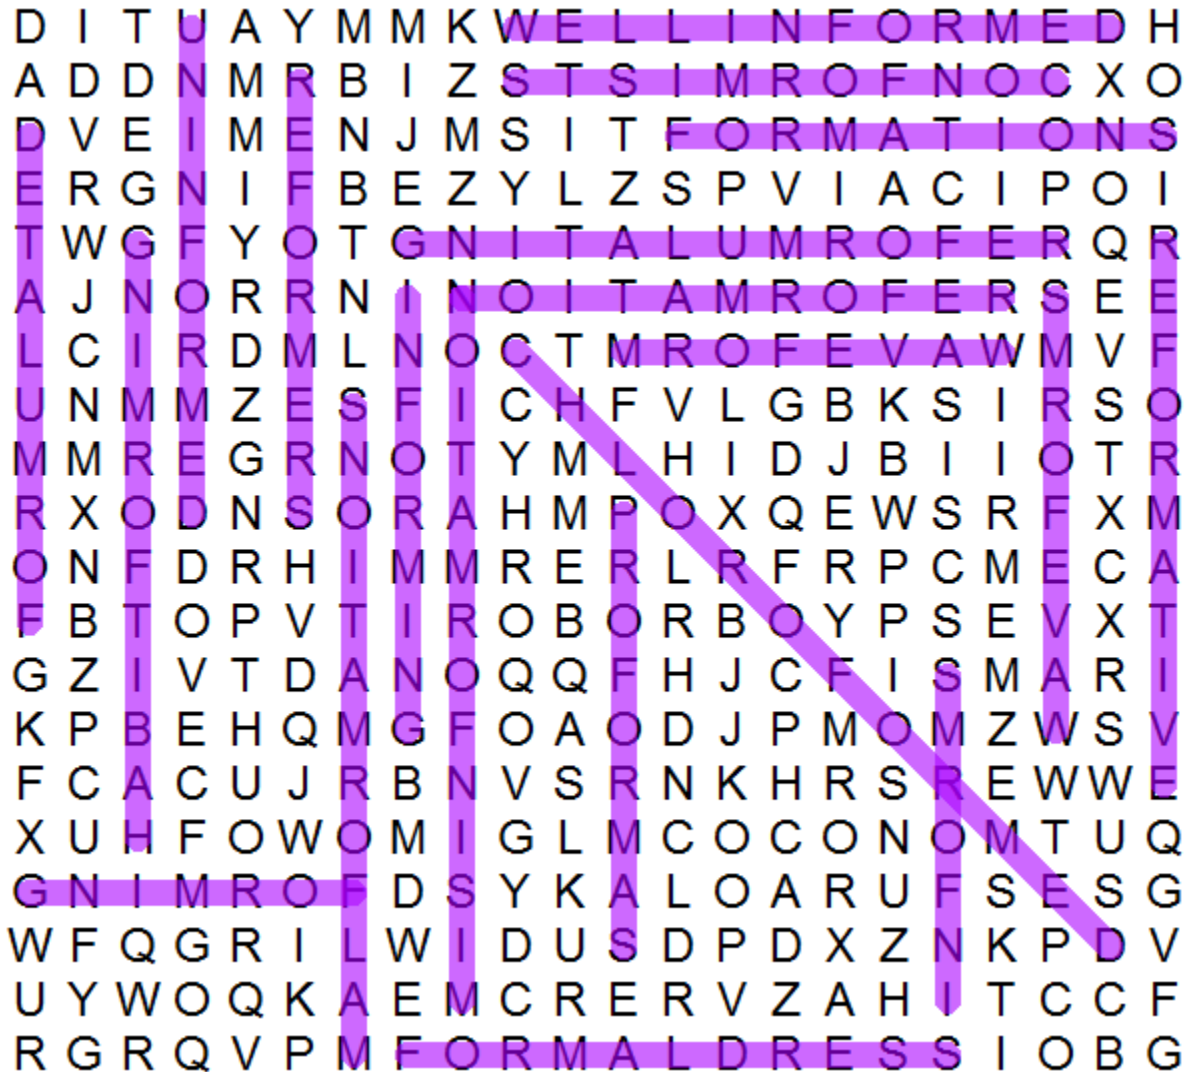 D I T U A Y M M K W E L L I N F O R M E D H
A D D N M R B I Z S T S I M R O F N O C X O
D V E I M E N J M S I T F O R M A T I O N S
E R G N I F B E Z Y L Z S P V I A C I P O I
T W G F Y O T G N I T A L U M R O F E R Q R
A J N O R R N I N O I T A M R O F E R S E E
L C I R D M L N O C T M R O F E V A W M V F
U N M M Z E S F I C H F V L G B K S I R S O
M M R E G R N O T Y M L H I D J B I I O T R
R X O D N S O R A H M P O X Q E W S R F X M
O N F D R H I M M R E R L R F R P C M E C A
F B T O P V T I R O B O R B O Y P S E V X T
G Z I V T D A N O Q Q F H J C F I S M A R I
K P B E H Q M G F O A O D J P M O M Z W S V
F C A C U J R B N V S R N K H R S R E W W E
X U H F O W O M I G L M C O C O N O M T U Q
G N I M R O F D S Y K A L O A R U F S E S G
W F Q G R I L W I D U S D P D X Z N K P D V
U Y W O Q K A E M C R E R V Z A H I T C C F
R G R Q V P M F O R M A L D R E S S I O B G